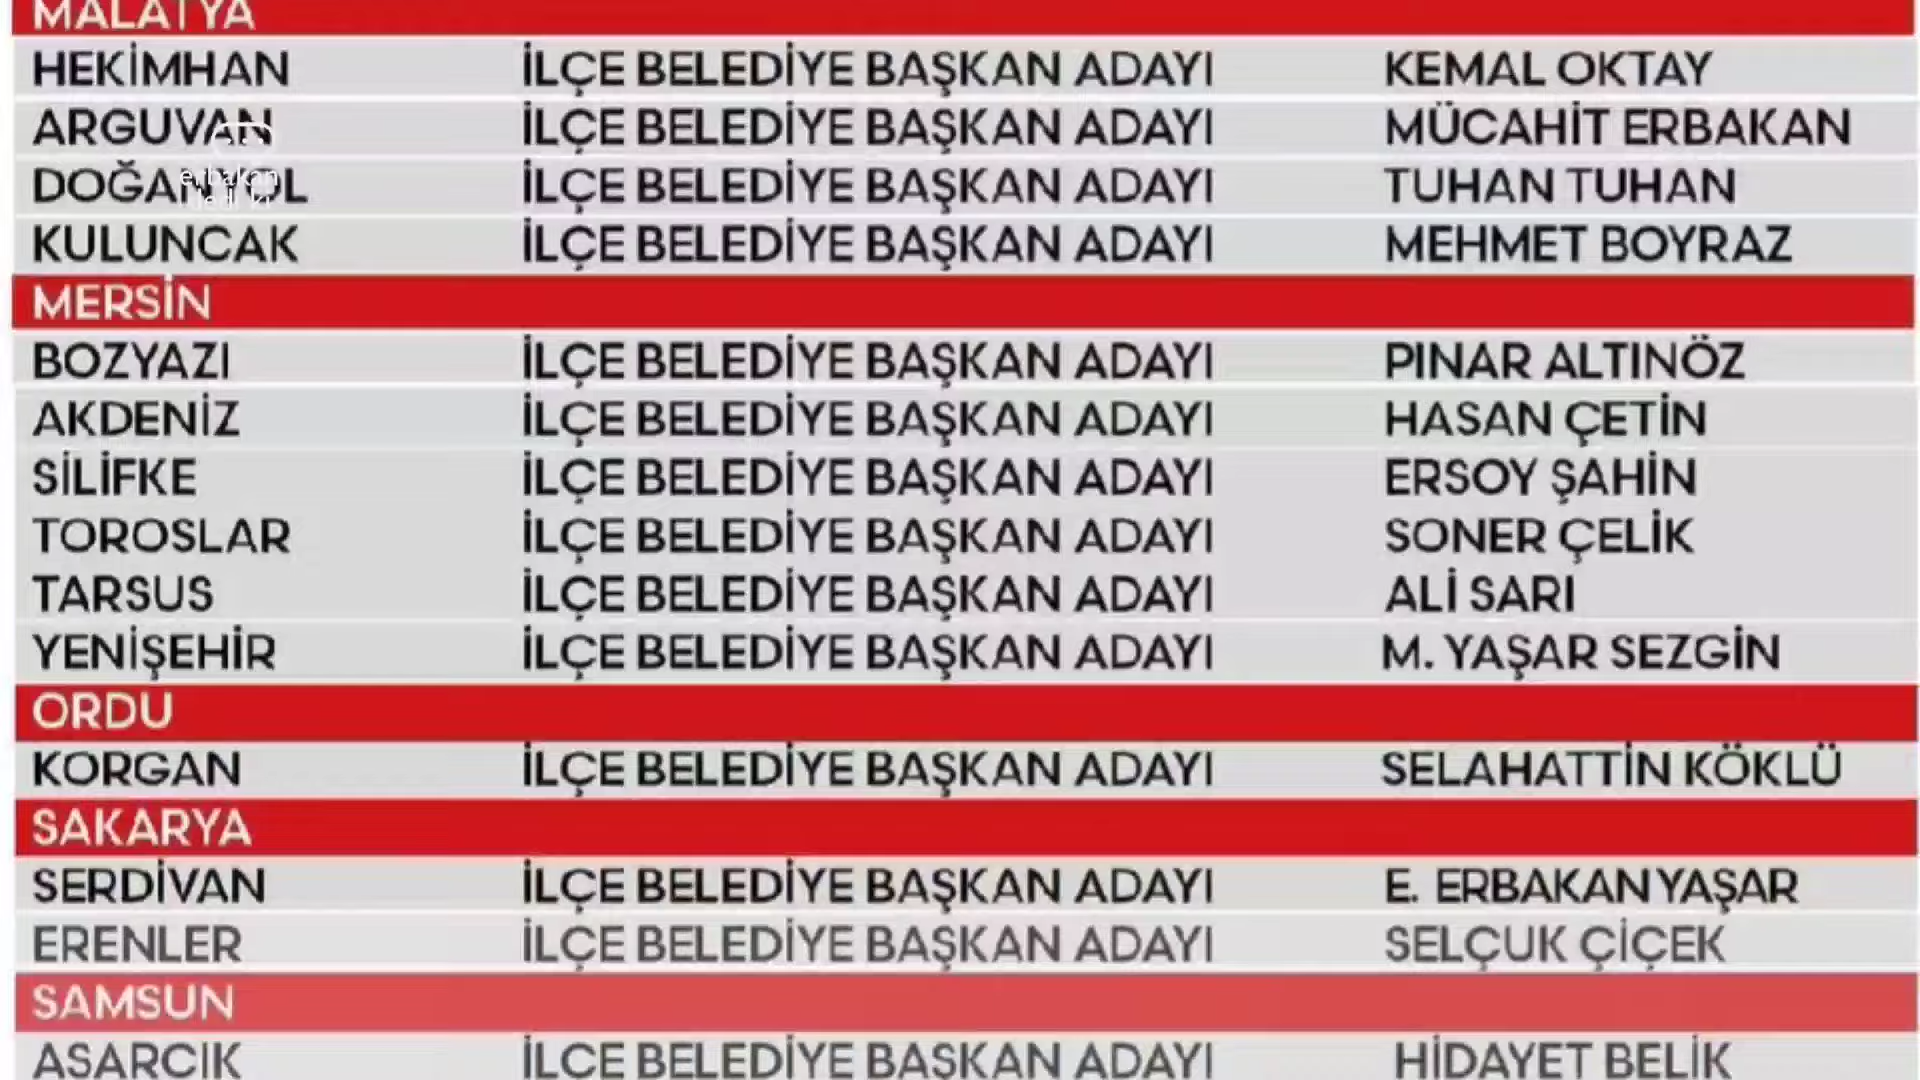 MALATYA
HEKİMHAN İLÇE BELEDİYE BAŞKAN ADAYI KEMAL OKTAY
ARGUVAN İLÇE BELEDİYE BAŞKAN ADAYI MÜCAHİT ERBAKAN
İLÇE BELEDİYE BAŞKAN ADAYI TUHAN TUHAN
erbakan
KULUNCAK İLÇE BELEDİYE BAŞKAN ADAYI MEHMET BOYRAZ
MERSİN
BOZYAZI İLÇE BELEDİYE BAŞKAN ADAYI PINAR ALTINÖZ
AKDENİZ İLÇE BELEDİYE BAŞKAN ADAYI HASAN ÇETİN
SİLİFKE İLÇE BELEDİYE BAŞKAN ADAYI ERSOY ŞAHİN
TOROSLAR İLÇE BELEDİYE BAŞKAN ADAYI SONER ÇELİK
TARSUS İLÇE BELEDİYE BAŞKAN ADAYI ALİ SARI
YENİŞEHİR İLÇE BELEDİYE BAŞKAN ADAYI M. YAŞAR SEZGİN
ORDU
KORGAN İLÇE BELEDİYE BAŞKAN ADAYI SELAHATTİN KÖKLÜ
SAKARYA
SERDİVAN İLÇE BELEDİYE BAŞKAN ADAYI E. ERBAKAN YAŞAR
ERENLER İLÇE BELEDİYE BAŞKAN ADAYI SELÇUK ÇİÇEK
SAMSUN
ASARCIK İLÇE BELEDİYE BAŞKAN ADAYI HİDAYET BELİK